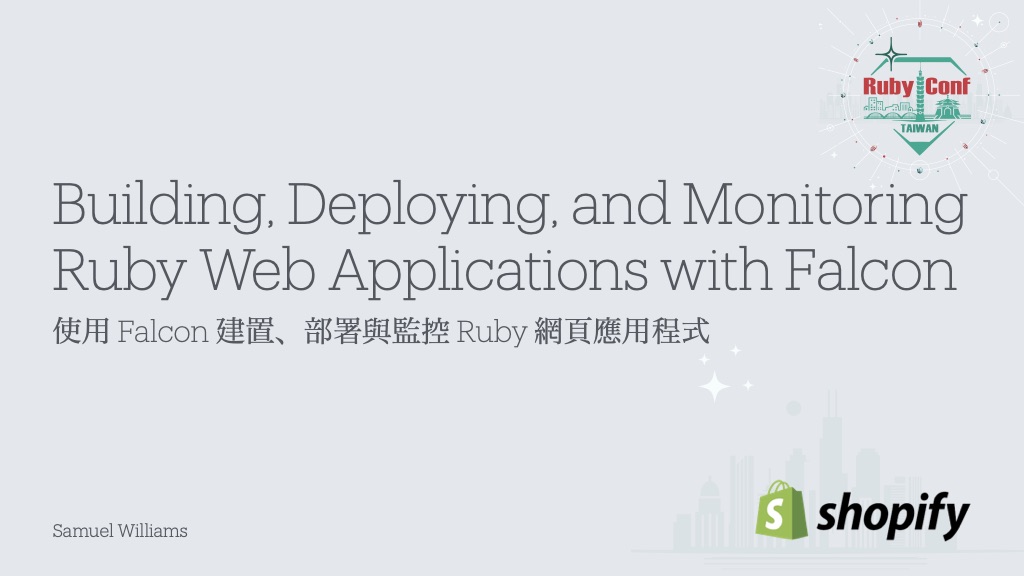 Ruby Conf
TAIWAN
Building, Deploying, and Monitoring
Ruby Web Applications with Falcon
使用 Falcon 建置、部署與監控 Ruby 網頁應用程式
Samuel Williams
shopify